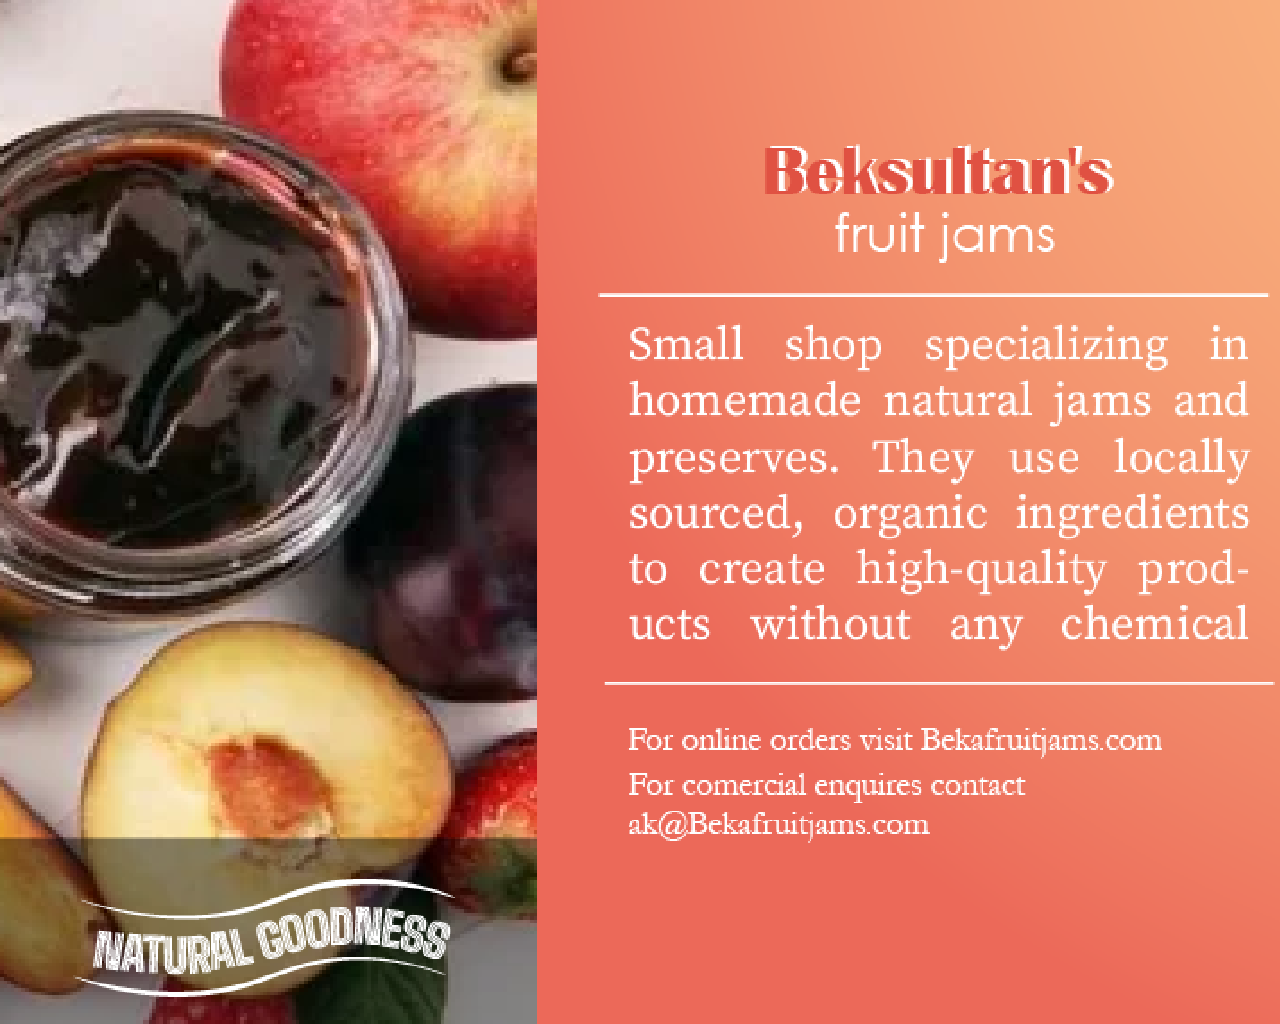 Beksultan's
fruit jams
Small shop specializing in
homemade natural jams and
preserves. They use locally
sourced, organic ingredients
to create high-quality prod-
ucts without any chemical
For online orders visit Bekafruitjams.com
For comercial enquires contact
ak@Bekafruitjams.com
NATURAL GOODNESS